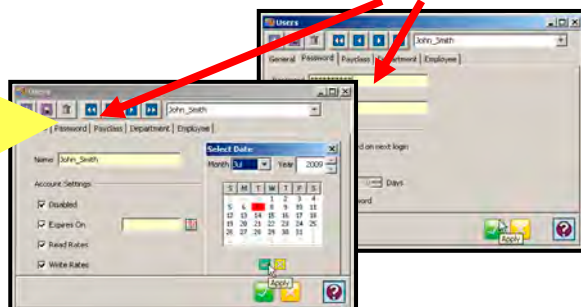 Users
John_Smith
General Password Payclass Department Employee
on next login
Days
Apply
Users
John_Smith
Password Payclass Department Employee
Name John_Smith
Account Settings
Disabled
Expires On
Read Rates
Write Rates
Select Date
Month Jul Year 2009
S M T W T F S
1 2 3 4
5 6 7 8 9 10 11
12 13 14 15 16 17 18
19 20 21 22 23 24 25
26 27 28 29 30 31
Apply